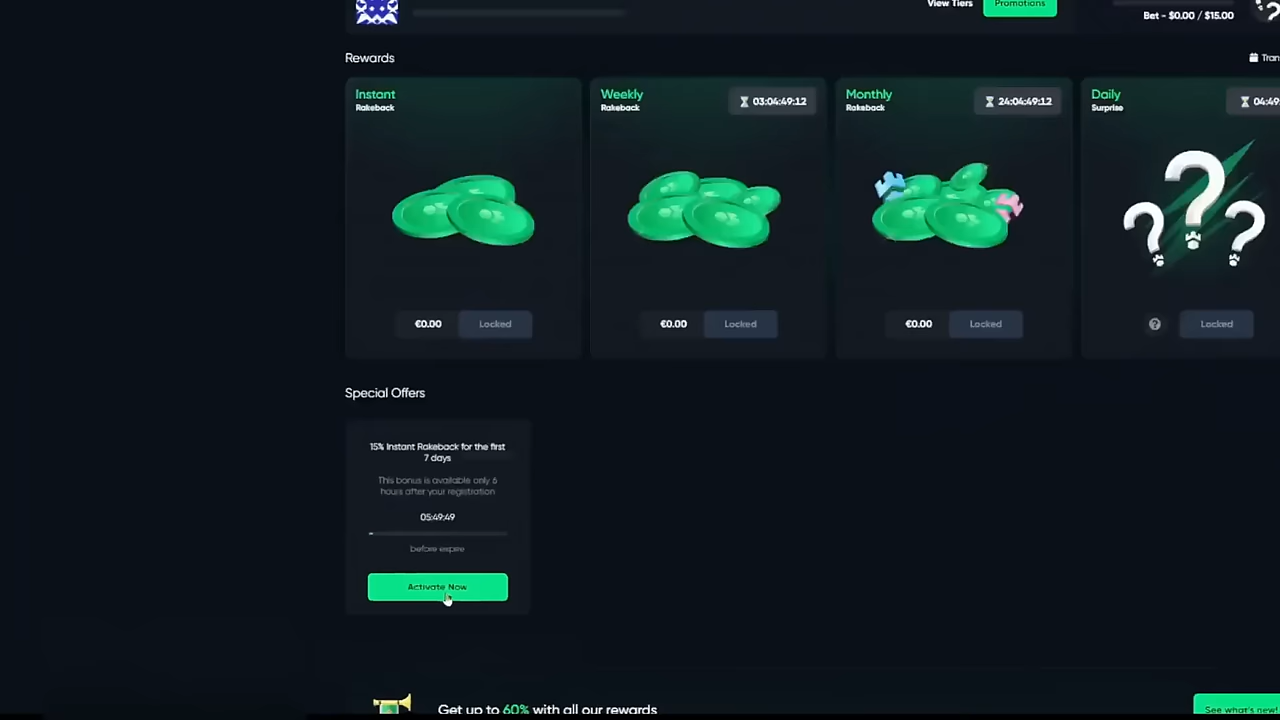 View Tiers
Promotions
Bet - $0.00 / $15.00
Rewards
Instant
Rakeback
Weekly
Rakeback
03:04:49:12
Monthly
Rakeback
24:04:49:12
Daily
Surprise
€0.00
Locked
€0.00
Locked
€0.00
Locked
Locked
Special Offers
15% Instant Rakeback for the first
7 days
This bonus is available only 6
hours after your registration
05:49:49
before expire
Activate Now
Get up to 60% with all our rewards
See what's new!